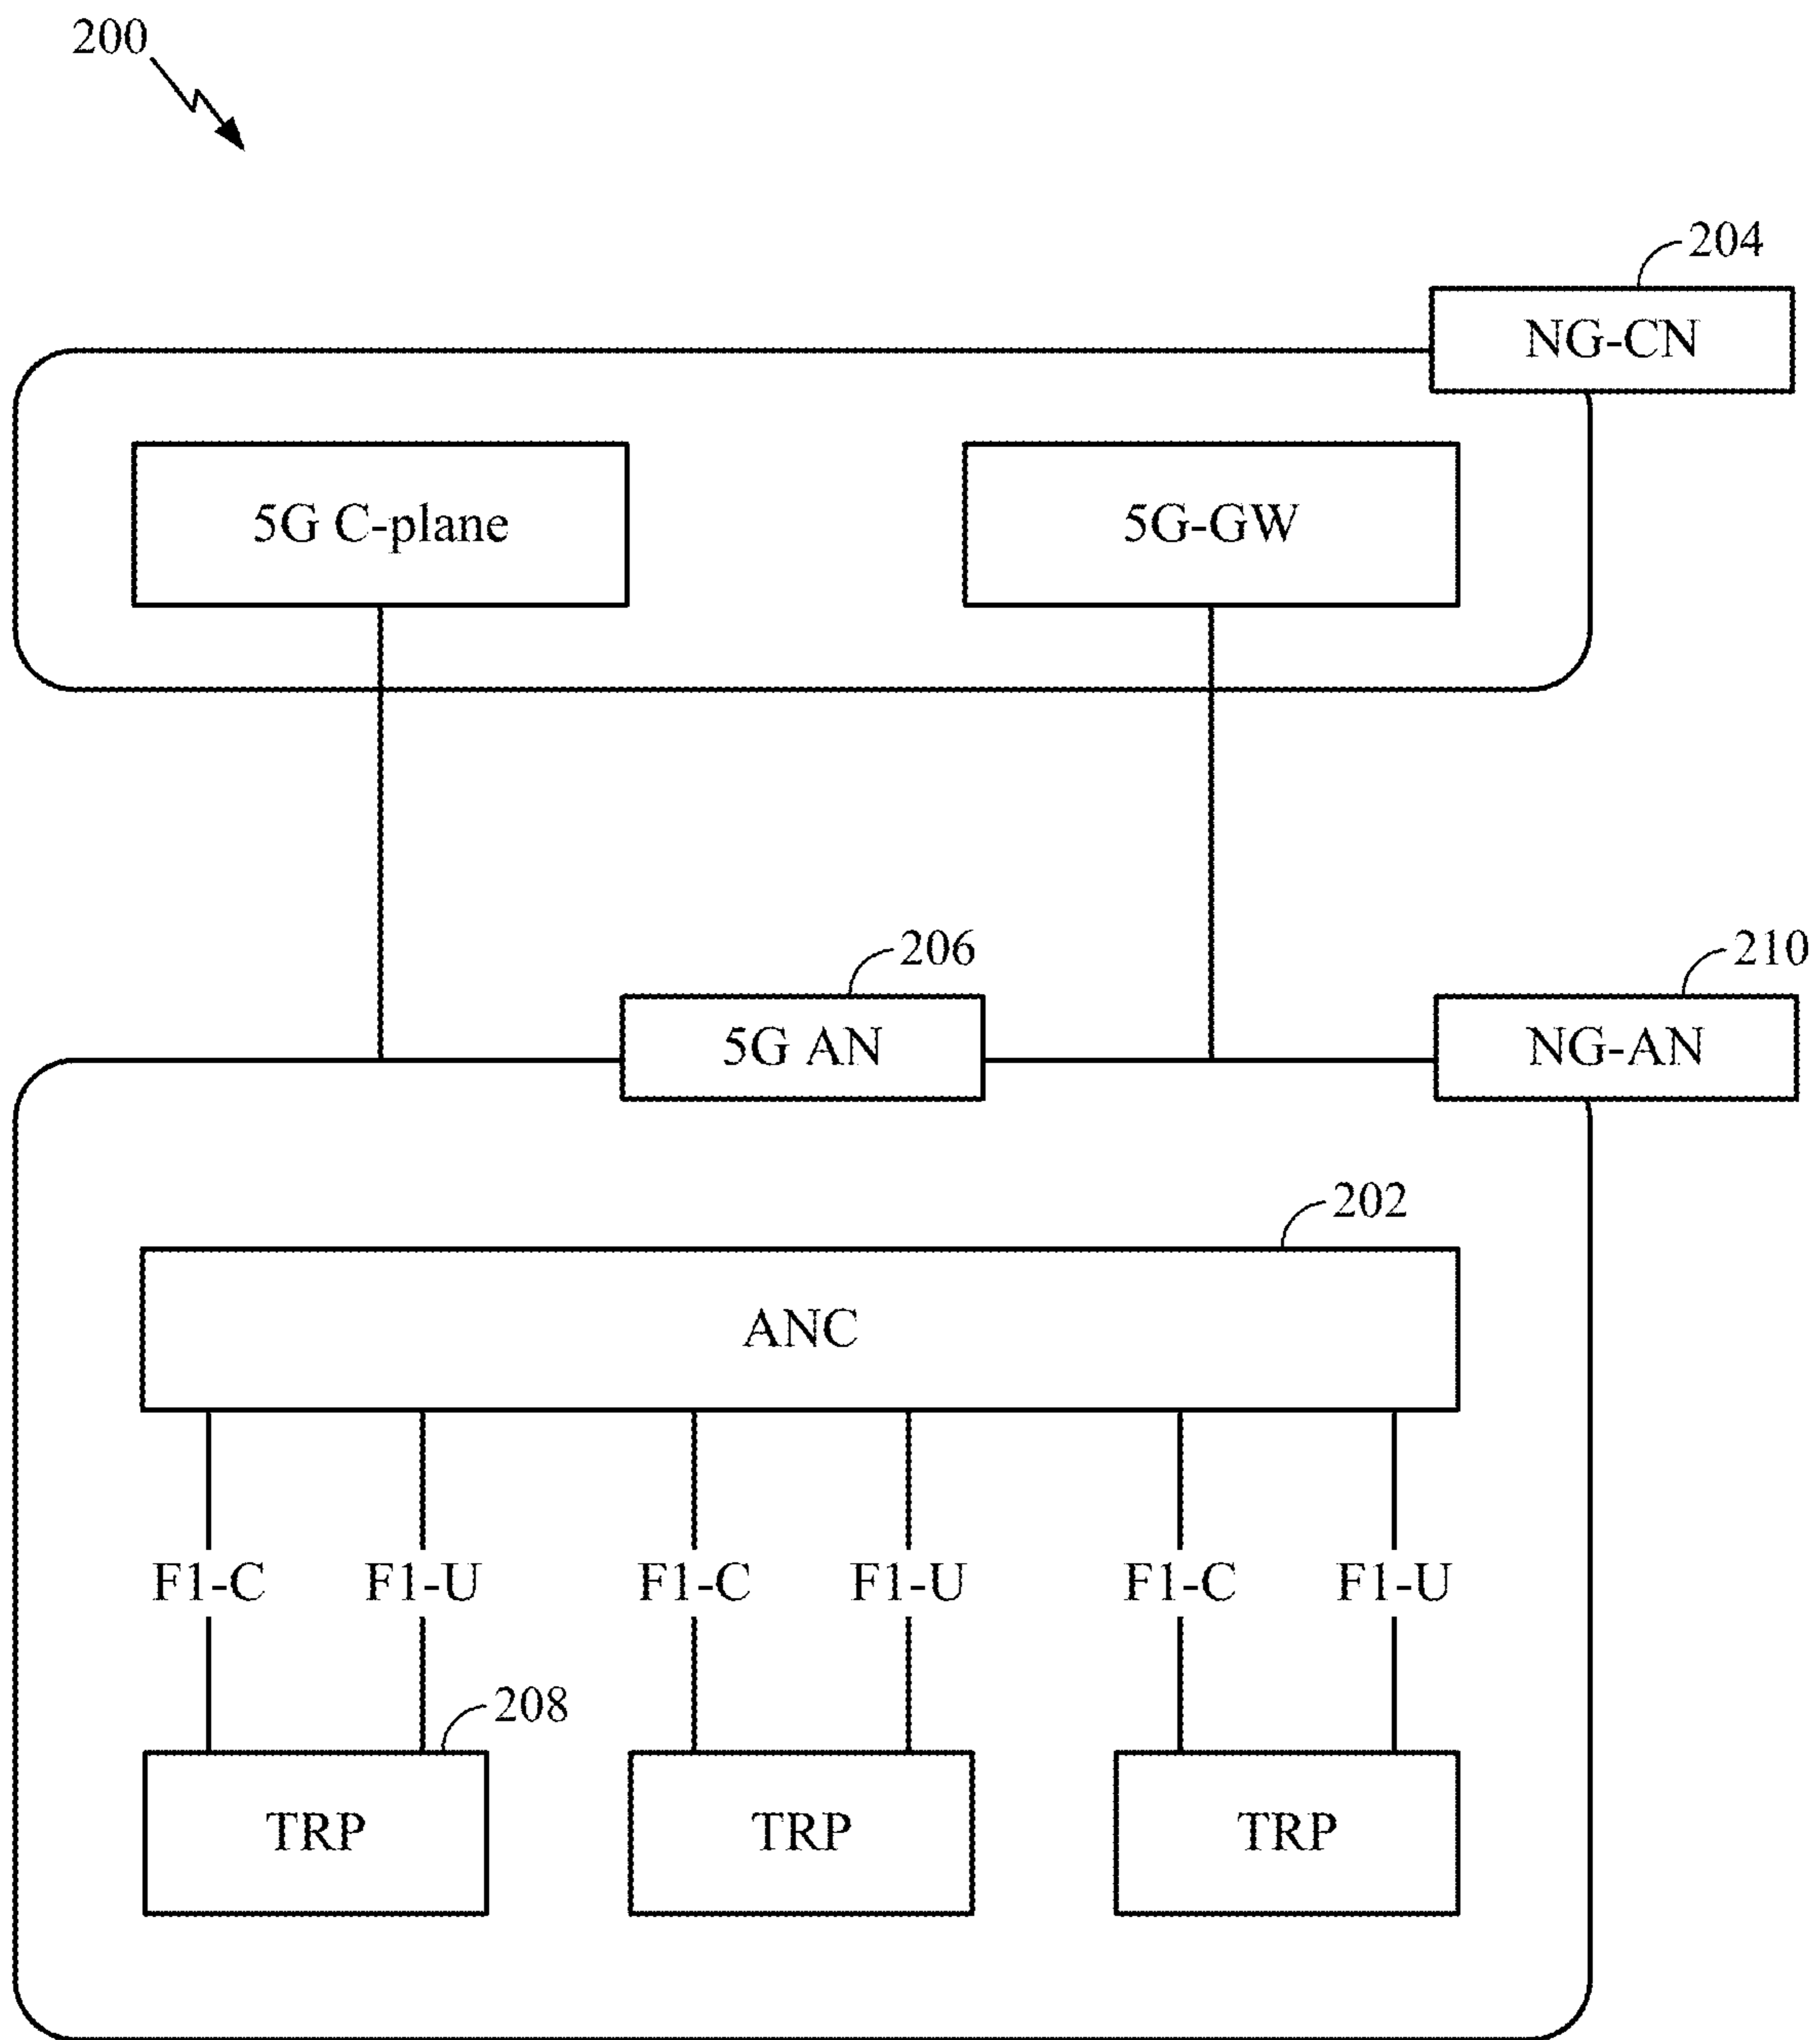 200
204
NG-CN
5G C-plane
5G-GW
206
210
5G AN
NG-AN
202
ANC
F1-C F1-U F1-C F1-U F1-C F1-U
208
TRP TRP TRP